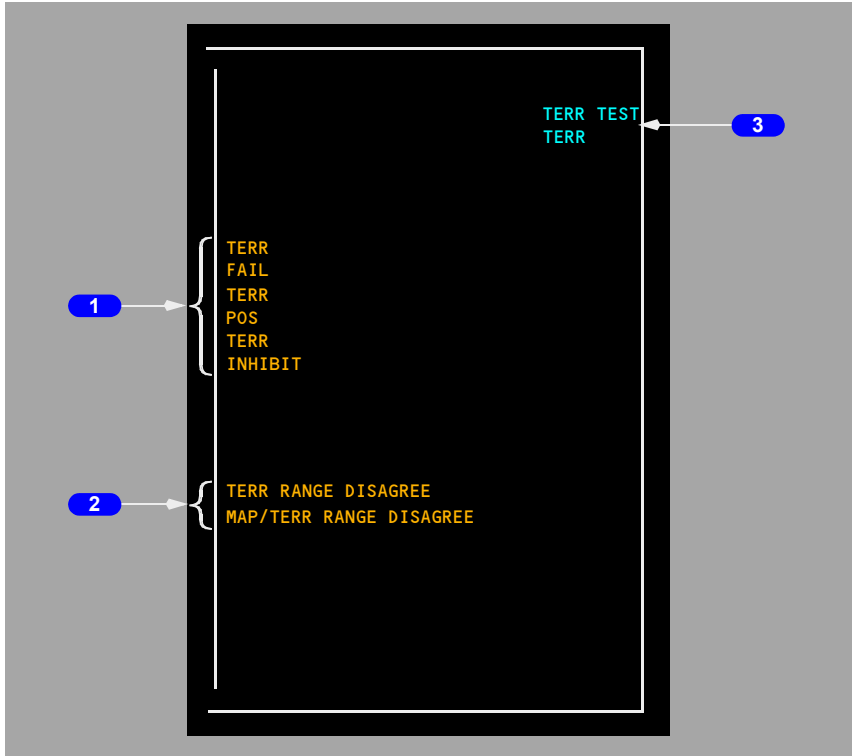 TERR TEST
3
TERR
TERR
FAIL
TERR
1
POS
TERR
INHIBIT
TERR RANGE DISAGREE
2
MAP/TERR RANGE DISAGREE